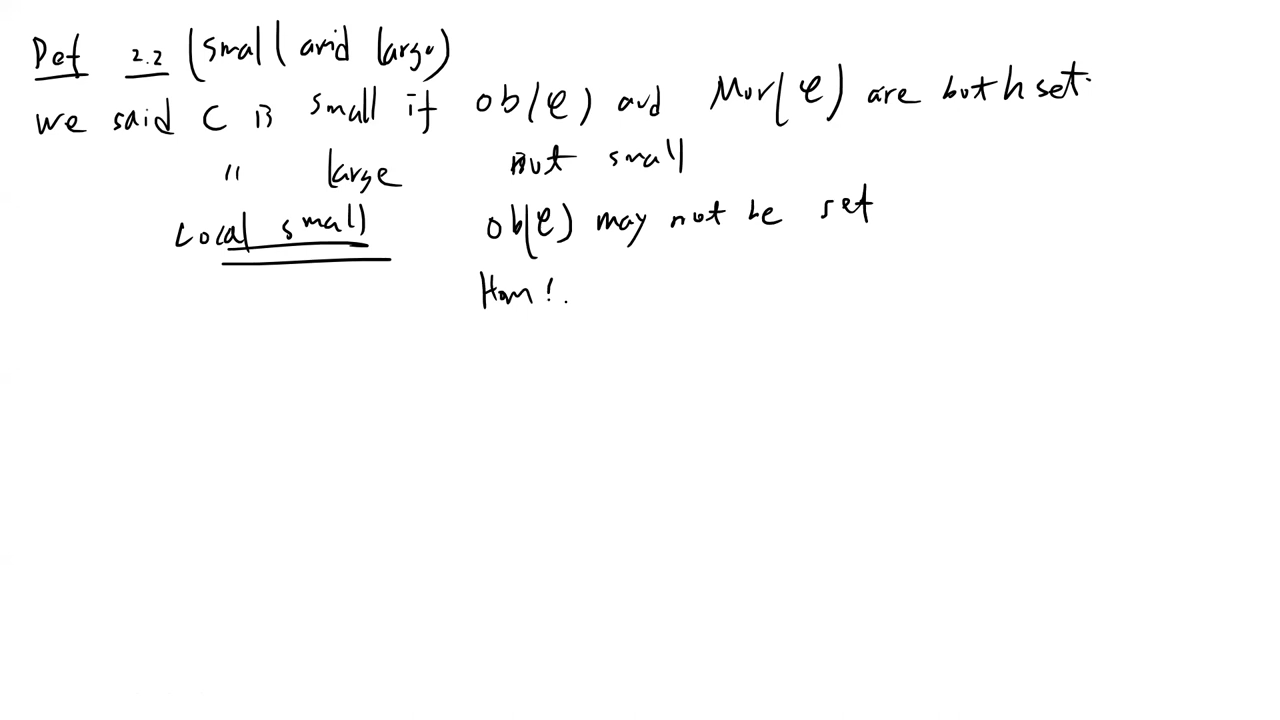 Def 2.2 (small and large)
we said C is small if ob(C) and Mor(C) are both set.
" large not small
Local small ob(C) may not be set
Hom!.